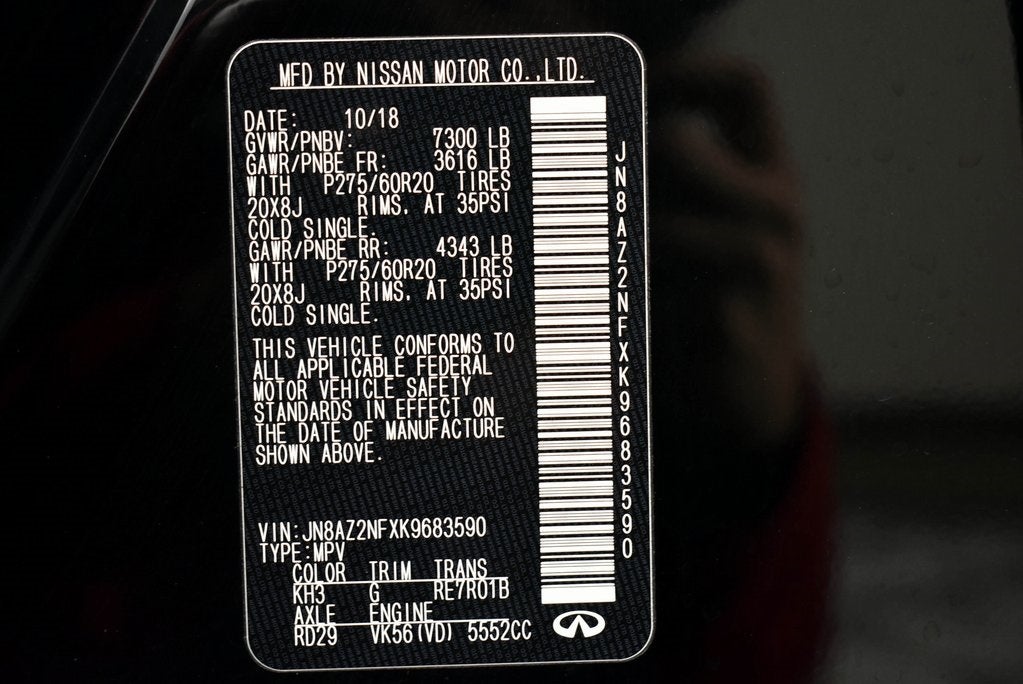 MFD BY NISSAN MOTOR CO.,LTD.
DATE: 10/18
GVWR/PNBV: 7300 LB
GAWR/PNBE FR: 3616 LB
WITH P275/60R20 TIRES
20X8J RIMS. AT 35PSI
COLD SINGLE.
GAWR/PNBE RR: 4343 LB
WITH P275/60R20 TIRES
20X8J RIMS. AT 35PSI
COLD SINGLE.
THIS VEHICLE CONFORMS TO
ALL APPLICABLE FEDERAL
MOTOR VEHICLE SAFETY
STANDARDS IN EFFECT ON
THE DATE OF MANUFACTURE
SHOWN ABOVE.
VIN:JN8AZ2NFXK9683590
TYPE:MPV
COLOR TRIM TRANS
KH3 G RE7R01B
AXLE ENGINE
RD29 VK56(VD) 5552CC
JN8AZ2NFXK9683590